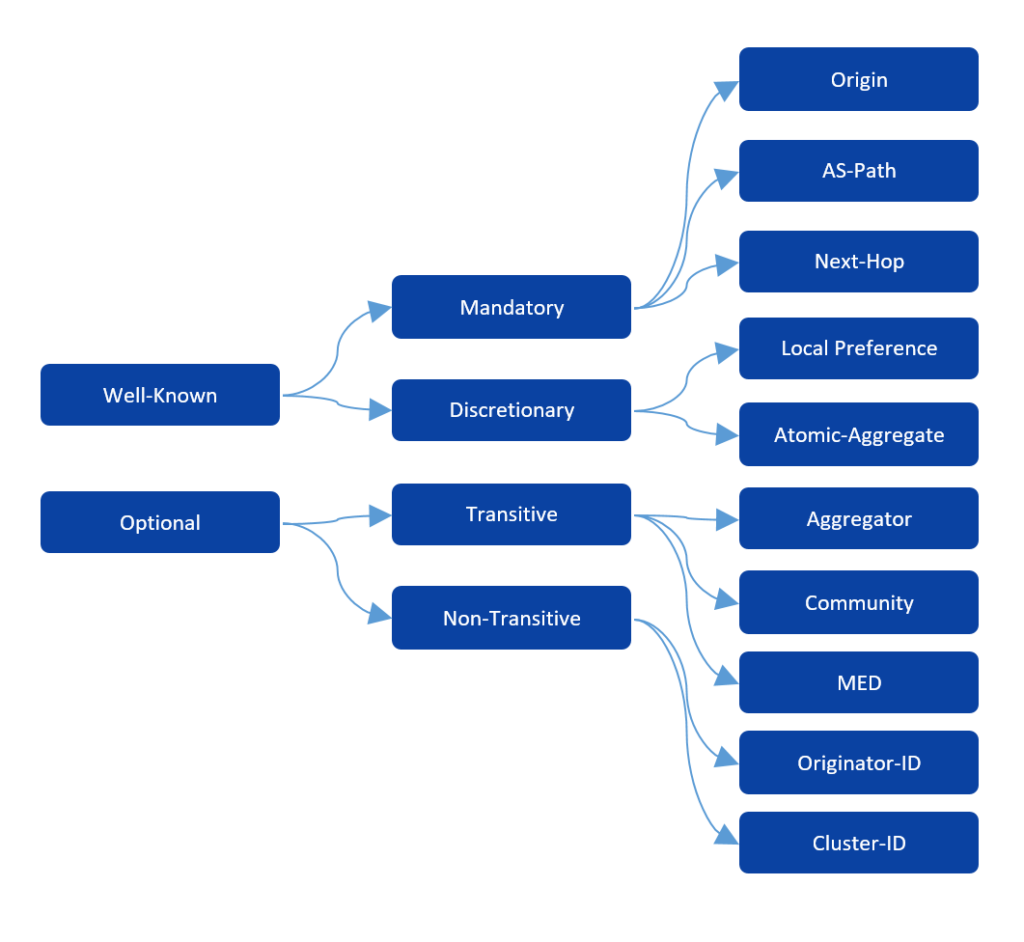 Well-Known
Optional
Mandatory
Discretionary
Transitive
Non-Transitive
Origin
AS-Path
Next-Hop
Local Preference
Atomic-Aggregate
Aggregator
Community
MED
Originator-ID
Cluster-ID